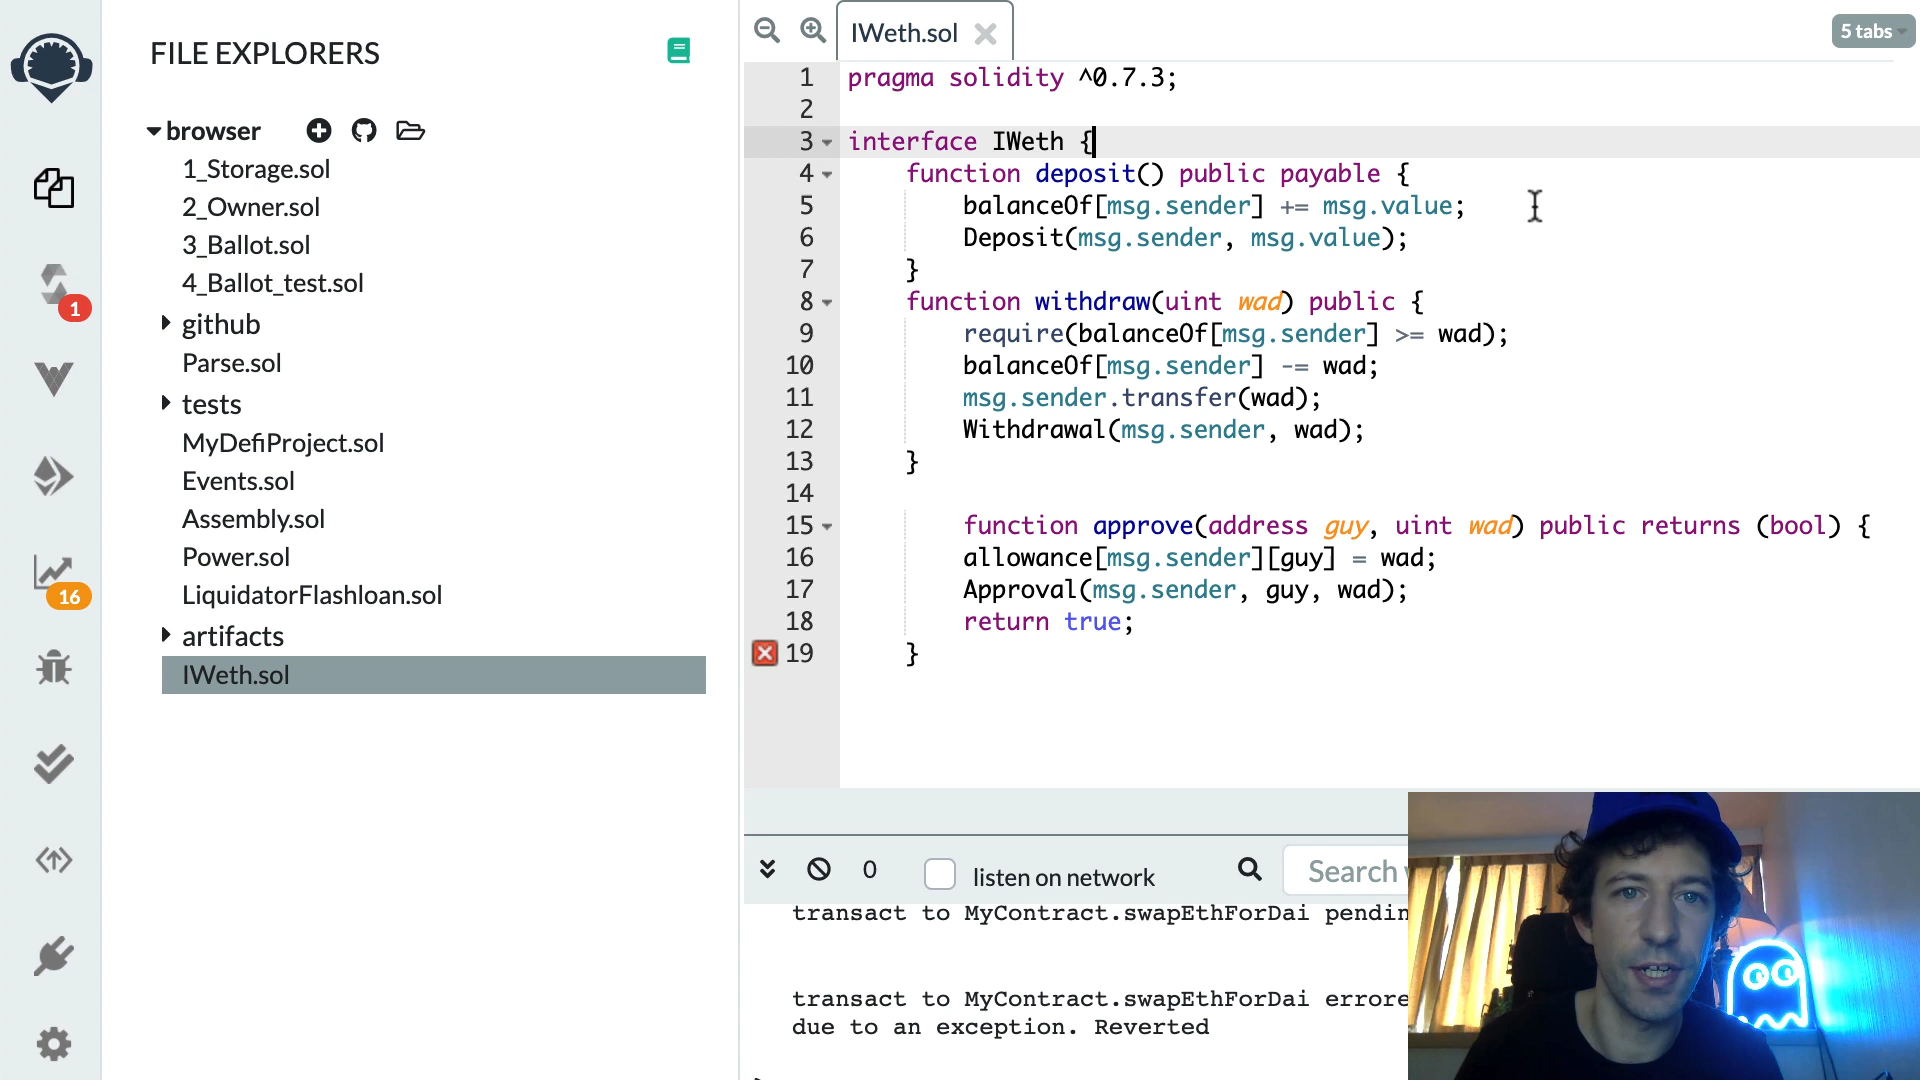 FILE EXPLORERS
browser
1_Storage.sol
2_Owner.sol
3_Ballot.sol
4_Ballot_test.sol
github
Parse.sol
tests
MyDefiProject.sol
Events.sol
Assembly.sol
Power.sol
LiquidatorFlashloan.sol
artifacts
IWeth.sol
1
16
IWeth.sol
5 tabs
1 pragma solidity ^0.7.3;
2
3 interface IWeth {
4 function deposit() public payable {
5 balanceOf[msg.sender] += msg.value;
6 Deposit(msg.sender, msg.value);
7 }
8 function withdraw(uint wad) public {
9 require(balanceOf[msg.sender] >= wad);
10 balanceOf[msg.sender] -= wad;
11 msg.sender.transfer(wad);
12 Withdrawal(msg.sender, wad);
13 }
14
15 function approve(address guy, uint wad) public returns (bool) {
16 allowance[msg.sender][guy] = wad;
17 Approval(msg.sender, guy, wad);
18 return true;
19 }
0 listen on network Search
transact to MyContract.swapEthForDai pendin
transact to MyContract.swapEthForDai errore
due to an exception. Reverted